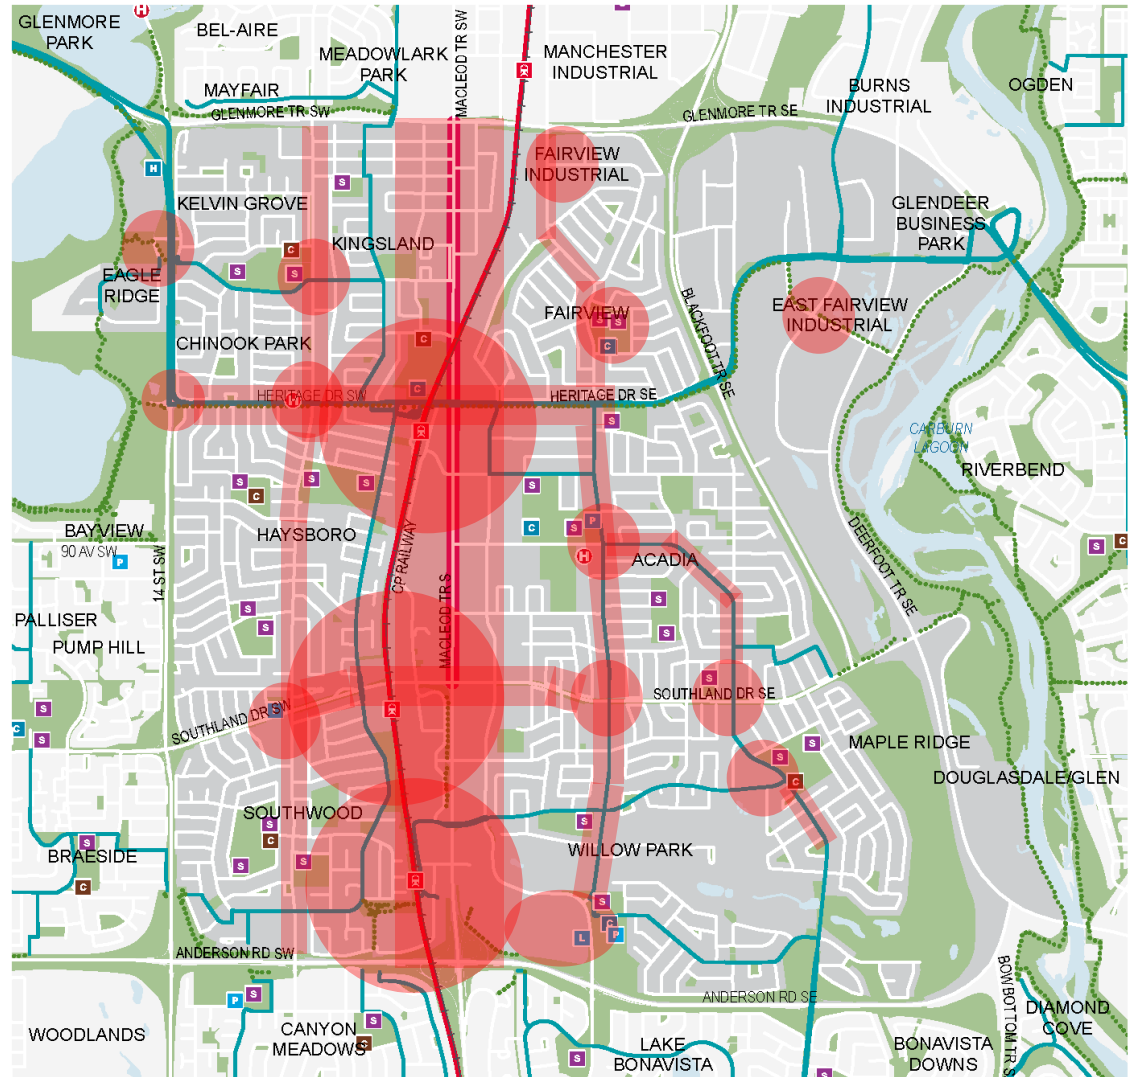 GLENMORE
PARK
H
BEL-AIRE
MEADOWLARK
PARK
MACLEOD TR SW
MANCHESTER
INDUSTRIAL
MAYFAIR
GLENMORE TR SW
BURNS
INDUSTRIAL
OGDEN
GLENMORE TR SE
FAIRVIEW
INDUSTRIAL
H
S
KELVIN GROVE
GLENDEER
BUSINESS
PARK
KINGSLAND
C
S
S
EAGLE
RIDGE
FAIRVIEW
S
S
C
EAST FAIRVIEW
INDUSTRIAL
BLACKFOOT TR SE
CHINOOK PARK
C
C
HERITAGE DR SW
HERITAGE DR SE
S
CARBURN
LAGOON
RIVERBEND
S
C
S
S
S
HAYSBORO
C
S
P
BAYVIEW
90 AV SW
P
CP RAILWAY
H
ACADIA
DEERFOOT TR SE
S
C
14 ST SW
PALLISER
PUMP HILL
S
S
S
S
MACLEOD TR S
S
SOUTHLAND DR SW
SOUTHLAND DR SE
S
C
S
MAPLE RIDGE
S
S
C
DOUGLASDALE/GLEN
SOUTHWOOD
S
C
S
S
S
WILLOW PARK
S
BRAESIDE
C
S
C
L
P
ANDERSON RD SW
ANDERSON RD SE
BOW BOTTOM TR S
P
S
WOODLANDS
CANYON
MEADOWS
S
C
LAKE
BONAVISTA
S
BONAVISTA
DOWNS
S
DIAMOND
COVE